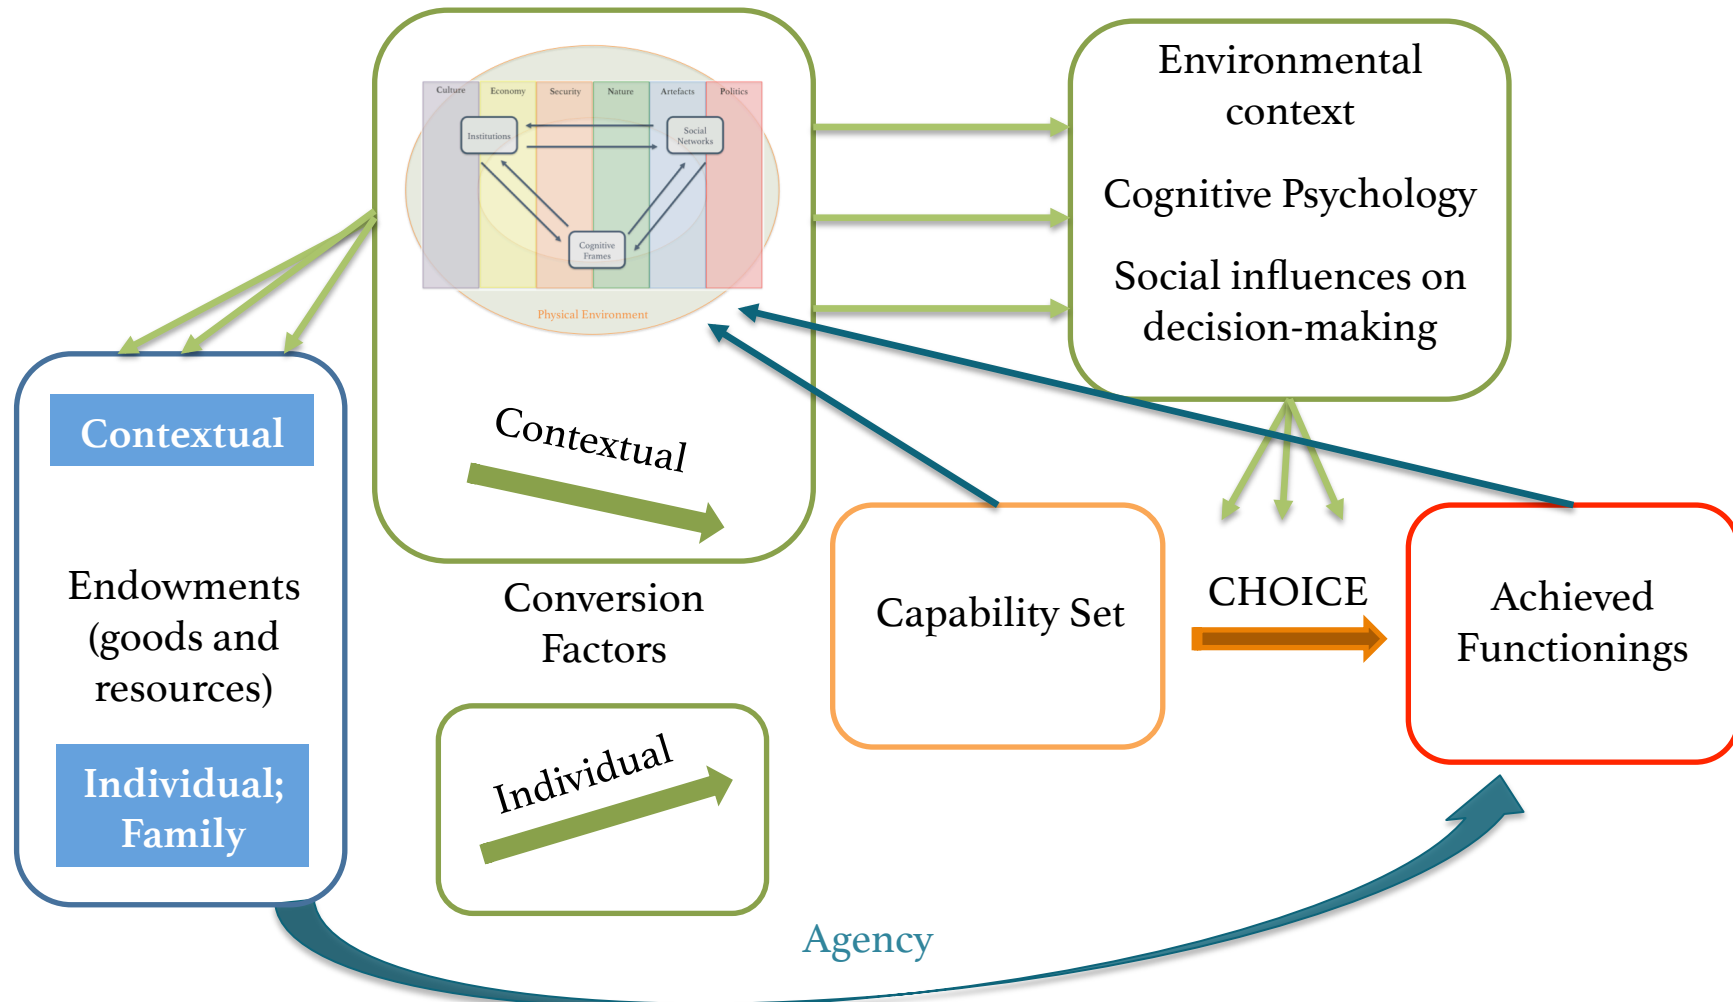 Culture Economy Security Nature Artefacts Politics
Institutions
Social
Networks
Cognitive
Frames
Physical Environment
Environmental
context
Cognitive Psychology
Social influences on
decision-making
Contextual
Contextual
Endowments
(goods and
resources)
Individual;
Family
Conversion
Factors
Individual
Capability Set
CHOICE
Achieved
Functionings
Agency